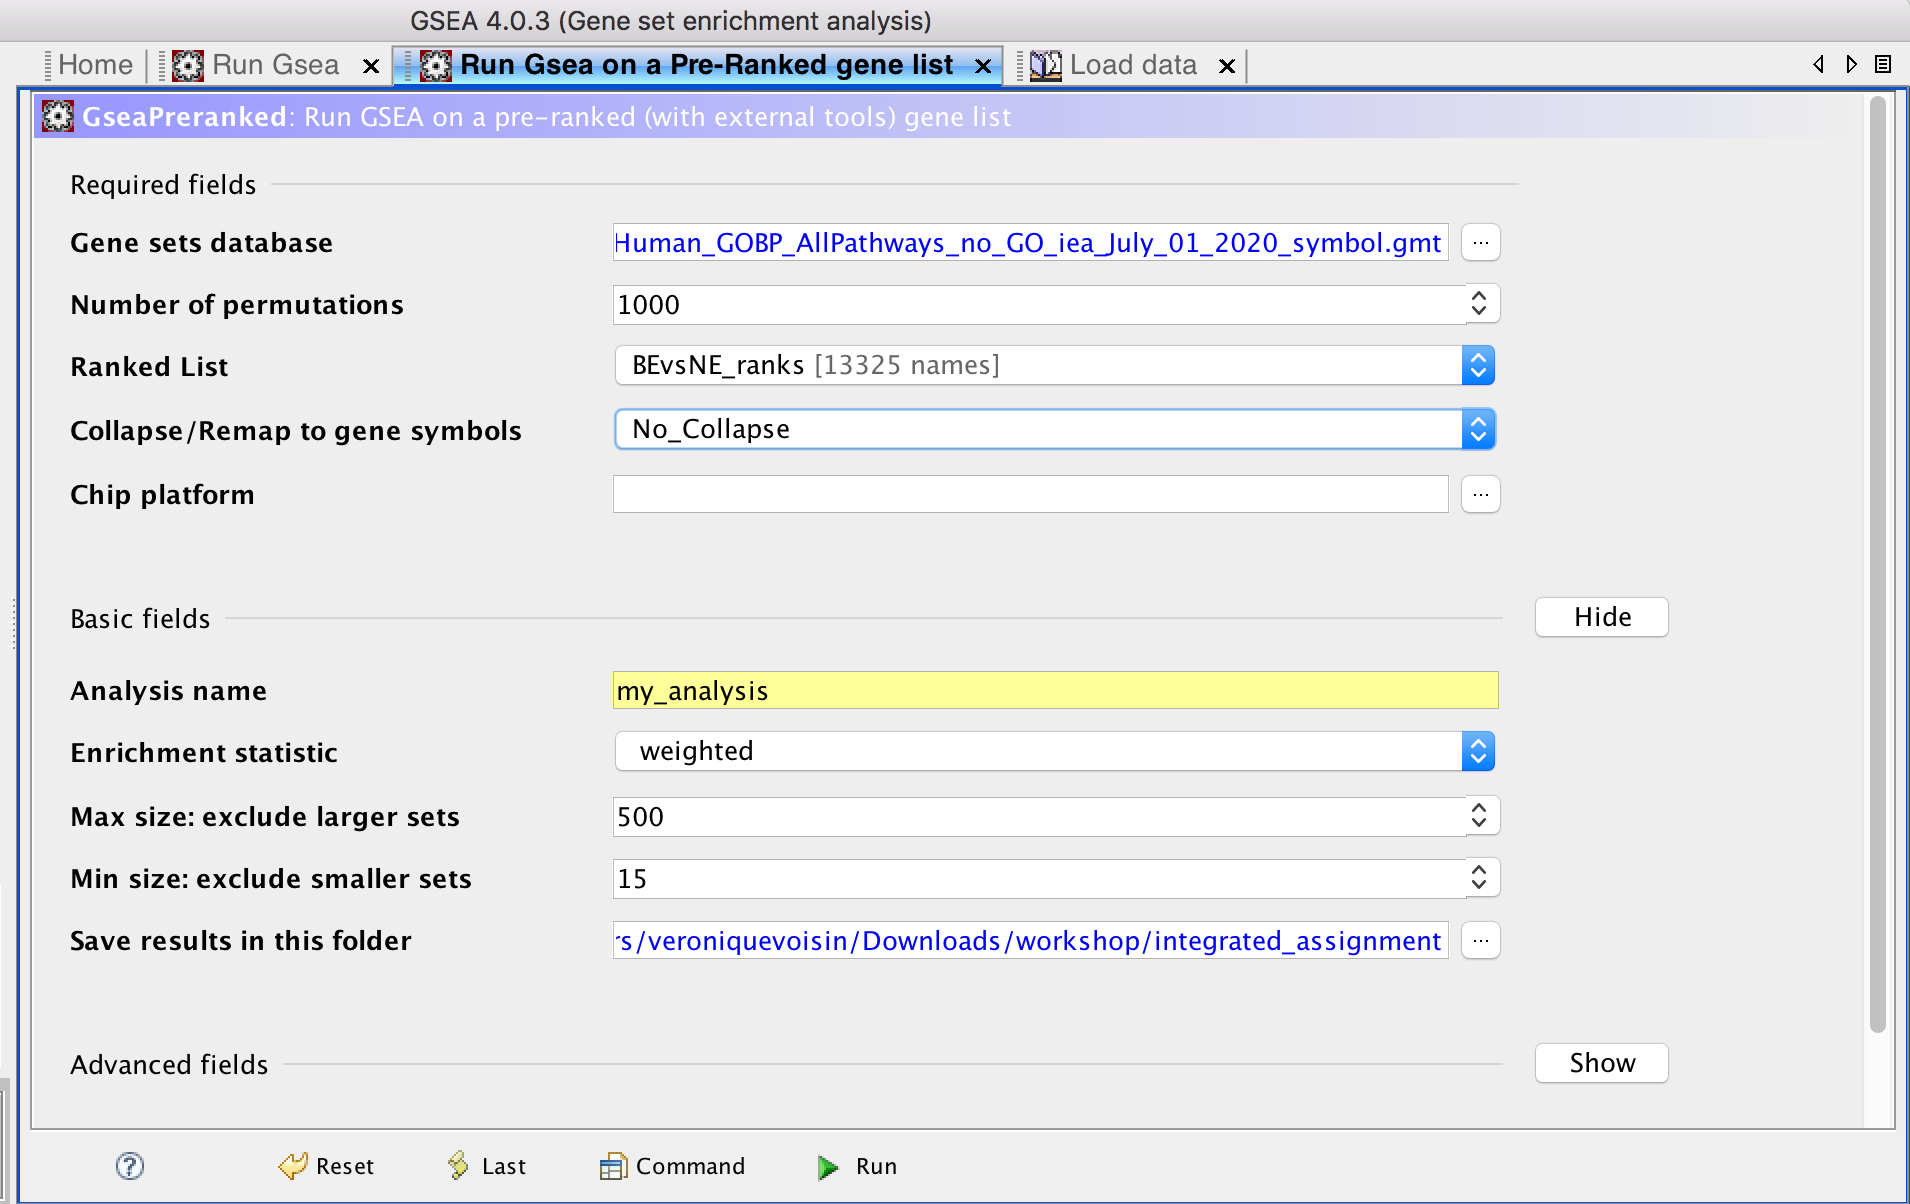 GSEA 4.0.3 (Gene set enrichment analysis)
Home Run Gsea x Run Gsea on a Pre-Ranked gene list x Load data x
GseaPreranked: Run GSEA on a pre-ranked (with external tools) gene list
Required fields
Gene sets database Human_GOBP_AllPathways_no_GO_iea_July_01_2020_symbol.gmt ...
Number of permutations 1000
Ranked List BEvsNE_ranks [13325 names]
Collapse/Remap to gene symbols No_Collapse
Chip platform ...
Basic fields Hide
Analysis name my_analysis
Enrichment statistic weighted
Max size: exclude larger sets 500
Min size: exclude smaller sets 15
Save results in this folder rs/veroniquevoisin/Downloads/workshop/integrated_assignment ...
Advanced fields Show
? Reset Last Command Run